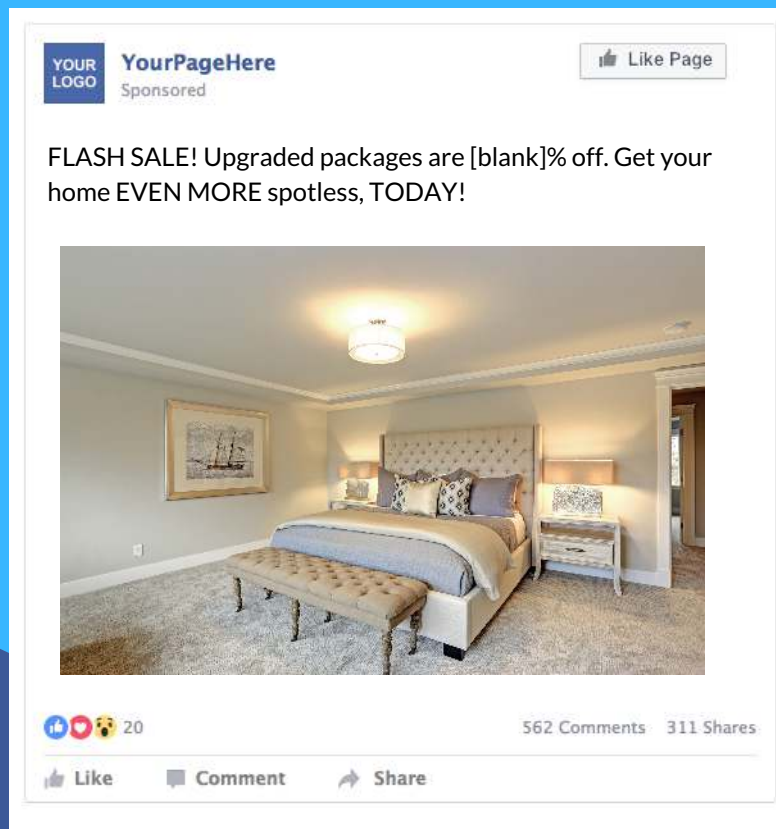 YOUR
LOGO
YourPageHere
Sponsored
Like Page
FLASH SALE! Upgraded packages are [blank]% off. Get your
home EVEN MORE spotless, TODAY!
20
562 Comments 311 Shares
Like Comment Share